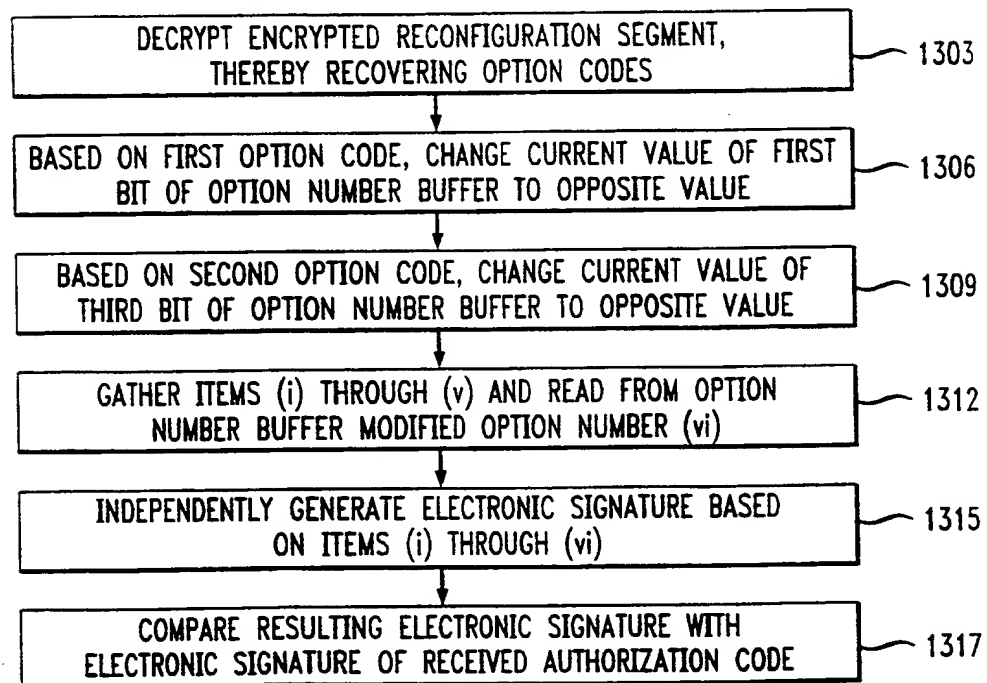 DECRYPT ENCRYPTED RECONFIGURATION SEGMENT,
THEREBY RECOVERING OPTION CODES
1303
BASED ON FIRST OPTION CODE, CHANGE CURRENT VALUE OF FIRST
BIT OF OPTION NUMBER BUFFER TO OPPOSITE VALUE
1306
BASED ON SECOND OPTION CODE, CHANGE CURRENT VALUE OF
THIRD BIT OF OPTION NUMBER BUFFER TO OPPOSITE VALUE
1309
GATHER ITEMS (i) THROUGH (v) AND READ FROM OPTION
NUMBER BUFFER MODIFIED OPTION NUMBER (vi)
1312
INDEPENDENTLY GENERATE ELECTRONIC SIGNATURE BASED
ON ITEMS (i) THROUGH (vi)
1315
COMPARE RESULTING ELECTRONIC SIGNATURE WITH
ELECTRONIC SIGNATURE OF RECEIVED AUTHORIZATION CODE
1317